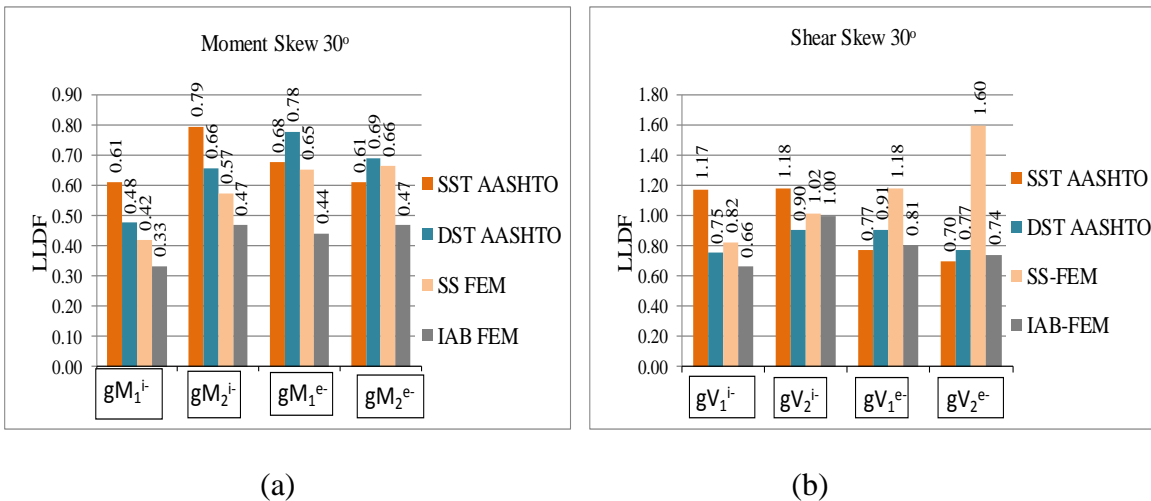 Moment Skew 30º
LLDF
0.90
0.80
0.70
0.60
0.50
0.40
0.30
0.20
0.10
0.00
0.61
0.48
0.42
0.33
0.79
0.66
0.57
0.47
0.68
0.78
0.65
0.44
0.61
0.69
0.66
0.47
gM₁ⁱ⁻
gM₂ⁱ⁻
gM₁ᵉ⁻
gM₂ᵉ⁻
SST AASHTO
DST AASHTO
SS FEM
IAB FEM
(a)
Shear Skew 30º
LLDF
1.80
1.60
1.40
1.20
1.00
0.80
0.60
0.40
0.20
0.00
1.17
0.75
0.82
0.66
1.18
0.90
1.02
1.00
0.77
0.91
1.18
0.81
0.70
0.77
1.60
0.74
gV₁ⁱ⁻
gV₂ⁱ⁻
gV₁ᵉ⁻
gV₂ᵉ⁻
SST AASHTO
DST AASHTO
SS-FEM
IAB-FEM
(b)